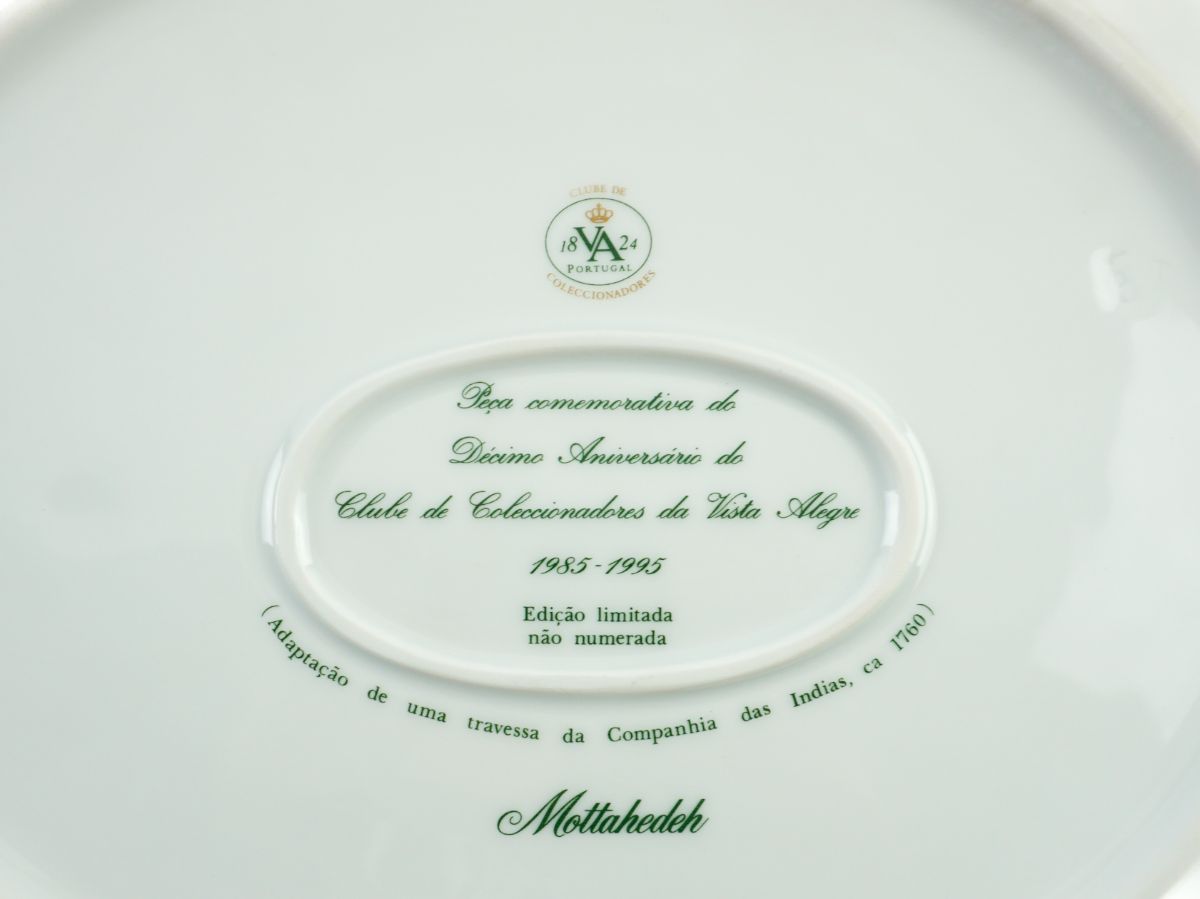 CLUBE DE
18 VA 24
PORTUGAL
COLECCIONADORES
Peça comemorativa do
Décimo Aniversário do
Clube de Coleccionadores da Vista Alegre
1985-1995
Edição limitada
não numerada
(Adaptação de uma travessa da Companhia das Indias, ca 1760)
Mottahedeh